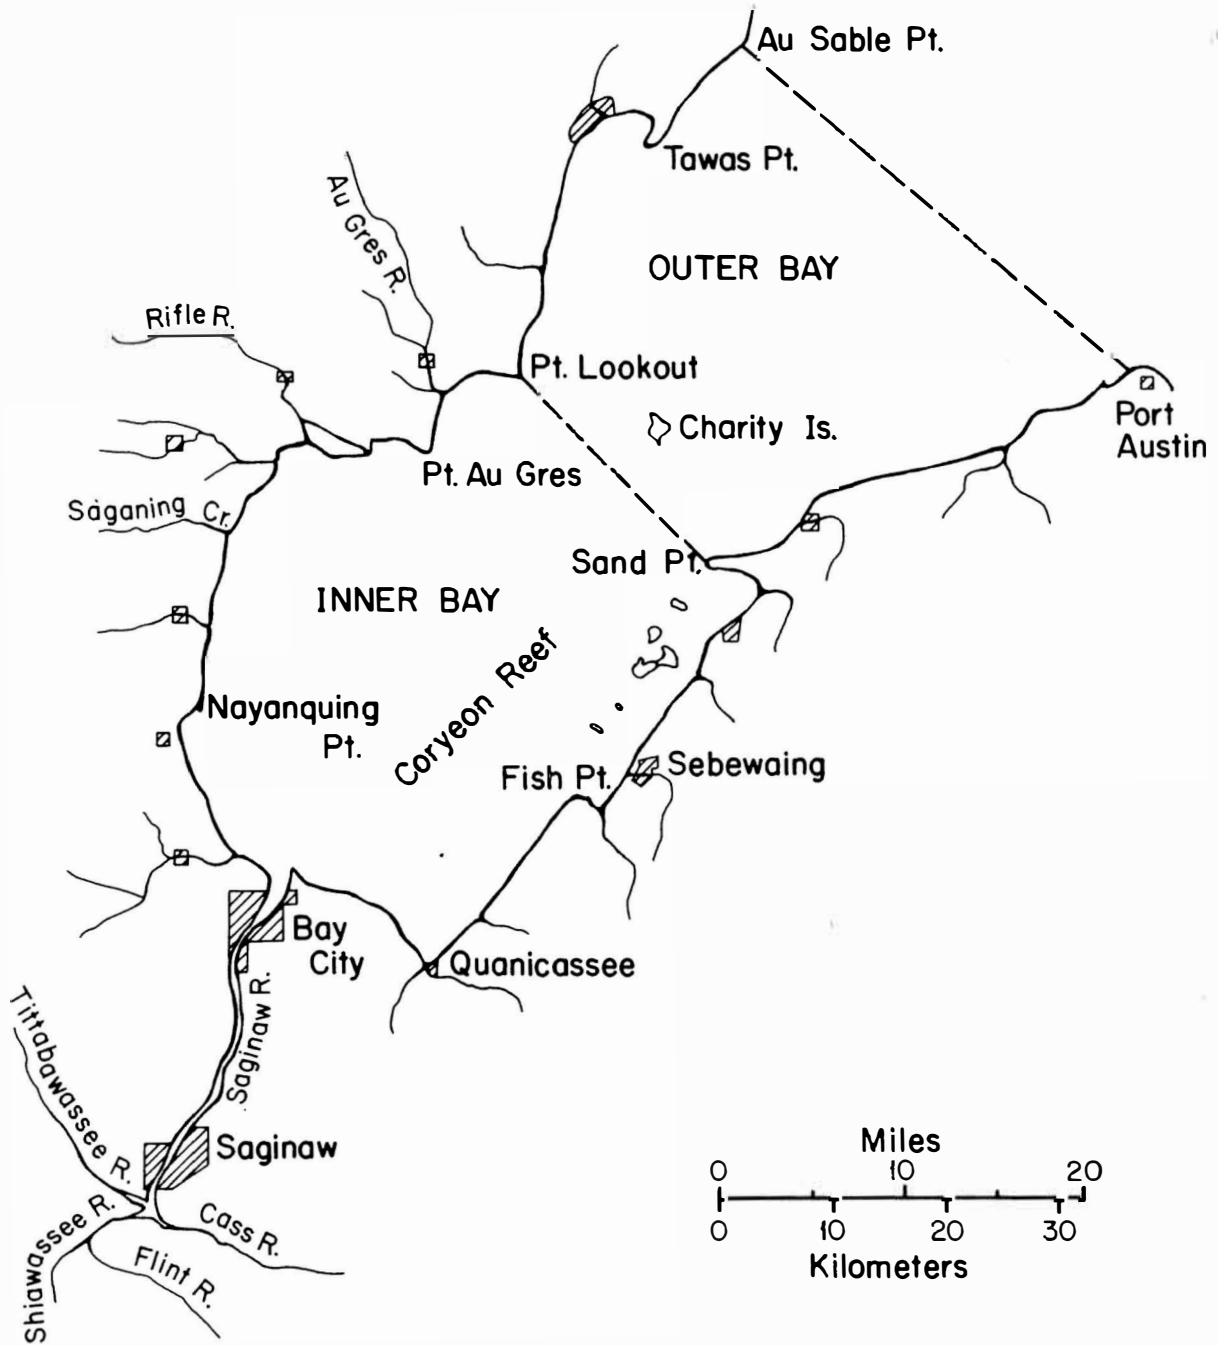 Au Sable Pt.
Tawas Pt.
Au Gres R.
OUTER BAY
Rifle R.
Pt. Lookout
Charity Is.
Port
Austin
Pt. Au Gres
Saganing Cr.
Sand Pt.
INNER BAY
Coryeon Reef
Nayanquing
Pt.
Fish Pt.
Sebewaing
Bay
City
Quanicassee
Saginaw R.
Tittabawassee R.
Saginaw
Shiawassee R.
Cass R.
Flint R.
Miles
0 10 20
0 10 20 30
Kilometers